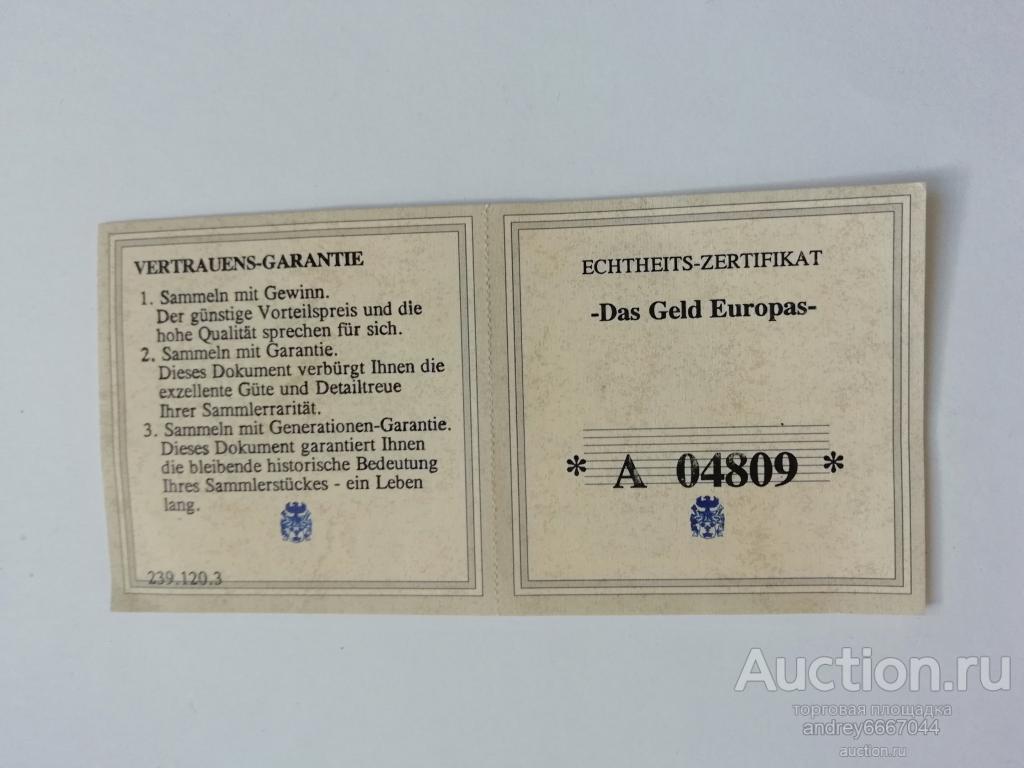 VERTRAUENS-GARANTIE
1. Sammeln mit Gewinn.
Der günstige Vorteilspreis und die
hohe Qualität sprechen für sich.
2. Sammeln mit Garantie.
Dieses Dokument verbürgt Ihnen die
exzellente Güte und Detailtreue
Ihrer Sammlerrarität.
3. Sammeln mit Generationen-Garantie.
Dieses Dokument garantiert Ihnen
die bleibende historische Bedeutung
Ihres Sammlerstückes - ein Leben
lang.
239.120.3
ECHTHEITS-ZERTIFIKAT
-Das Geld Europas-
* A 04809 *
Auction.ru
торговая площадка
andrey6667044
auction.ru